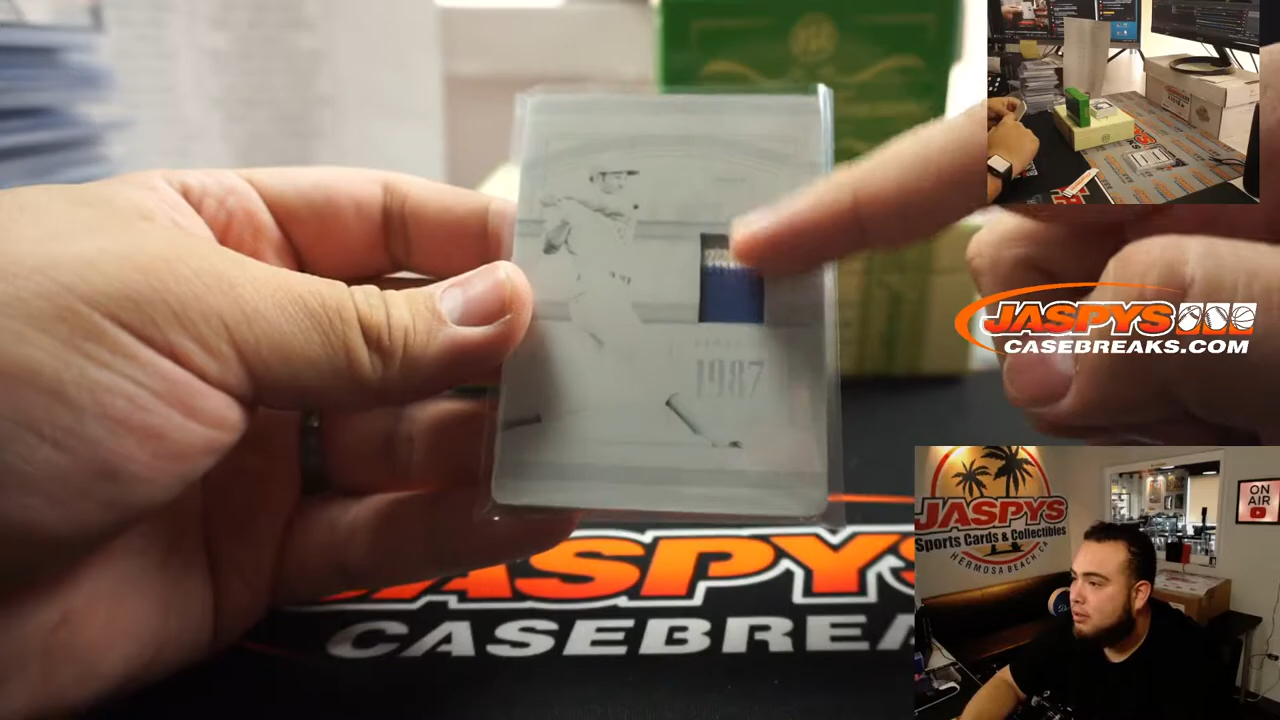 1987
JASPYS
CASEBREAKS.COM
JASPYS
Sports Cards & Collectibles
HERMOSA BEACH, CA
ON
AIR
JASPYS
CASEBREA